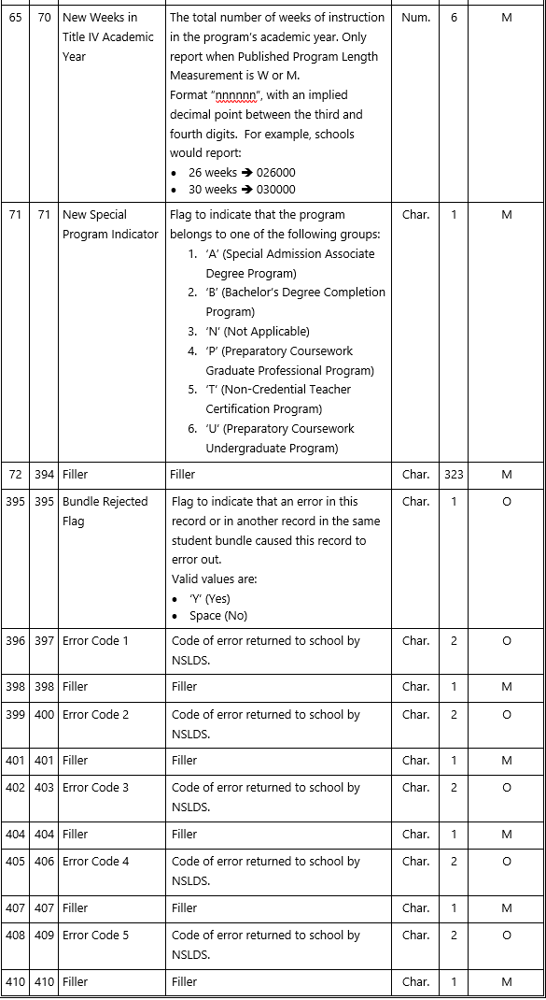 65 70 New Weeks in The total number of weeks of instruction Num. 6 M
Title IV Academic in the program’s academic year. Only
Year report when Published Program Length
Measurement is W or M.
Format “nnnnnn”, with an implied
decimal point between the third and
fourth digits. For example, schools
would report:
• 26 weeks ➔ 026000
• 30 weeks ➔ 030000
71 71 New Special Flag to indicate that the program Char. 1 M
Program Indicator belongs to one of the following groups:
1. ‘A’ (Special Admission Associate
Degree Program)
2. ‘B’ (Bachelor’s Degree Completion
Program)
3. ‘N’ (Not Applicable)
4. ‘P’ (Preparatory Coursework
Graduate Professional Program)
5. ‘T’ (Non-Credential Teacher
Certification Program)
6. ‘U’ (Preparatory Coursework
Undergraduate Program)
72 394 Filler Filler Char. 323 M
395 395 Bundle Rejected Flag to indicate that an error in this Char. 1 O
Flag record or in another record in the same
student bundle caused this record to
error out.
Valid values are:
• ‘Y’ (Yes)
• Space (No)
396 397 Error Code 1 Code of error returned to school by Char. 2 O
NSLDS.
398 398 Filler Filler Char. 1 M
399 400 Error Code 2 Code of error returned to school by Char. 2 O
NSLDS.
401 401 Filler Filler Char. 1 M
402 403 Error Code 3 Code of error returned to school by Char. 2 O
NSLDS.
404 404 Filler Filler Char. 1 M
405 406 Error Code 4 Code of error returned to school by Char. 2 O
NSLDS.
407 407 Filler Filler Char. 1 M
408 409 Error Code 5 Code of error returned to school by Char. 2 O
NSLDS.
410 410 Filler Filler Char. 1 M